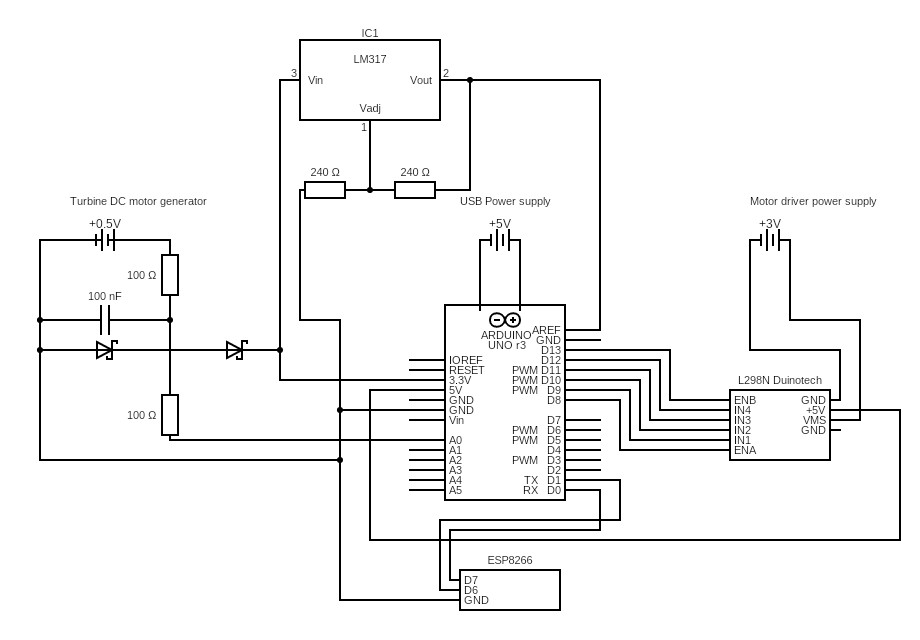 IC1
LM317
3
Vin
Vout
2
Vadj
1
240 Ω
240 Ω
Turbine DC motor generator
+0.5V
100 Ω
100 nF
100 Ω
USB Power supply
+5V
Motor driver power supply
+3V
ARDUINO
UNO r3
AREF
GND
D13
IOREF
D12
RESET
PWM D11
3.3V
PWM D10
5V
PWM D9
GND
D8
GND
Vin
D7
PWM D6
A0
PWM D5
A1
D4
A2
PWM D3
A3
D2
A4
TX D1
A5
RX D0
L298N Duinotech
ENB
GND
IN4
+5V
IN3
VMS
IN2
GND
IN1
ENA
ESP8266
D7
D6
GND